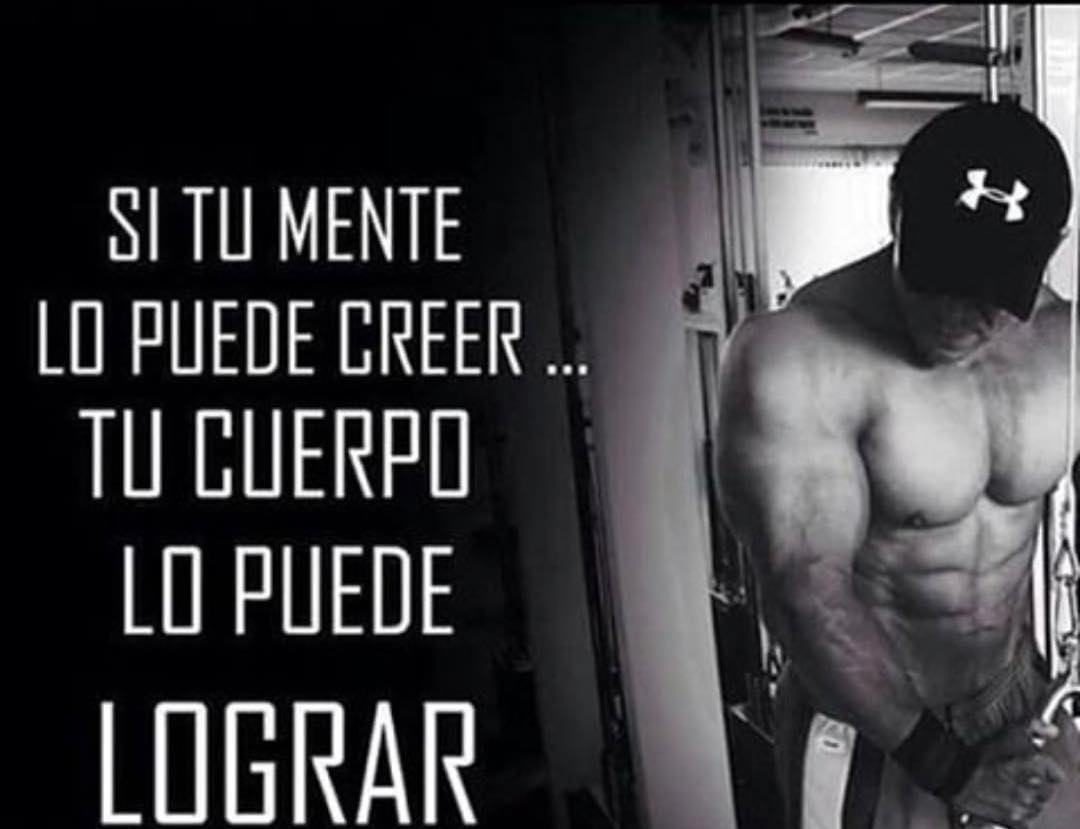 SI TU MENTE
LO PUEDE CREER ...
TU CUERPO
LO PUEDE
LOGRAR